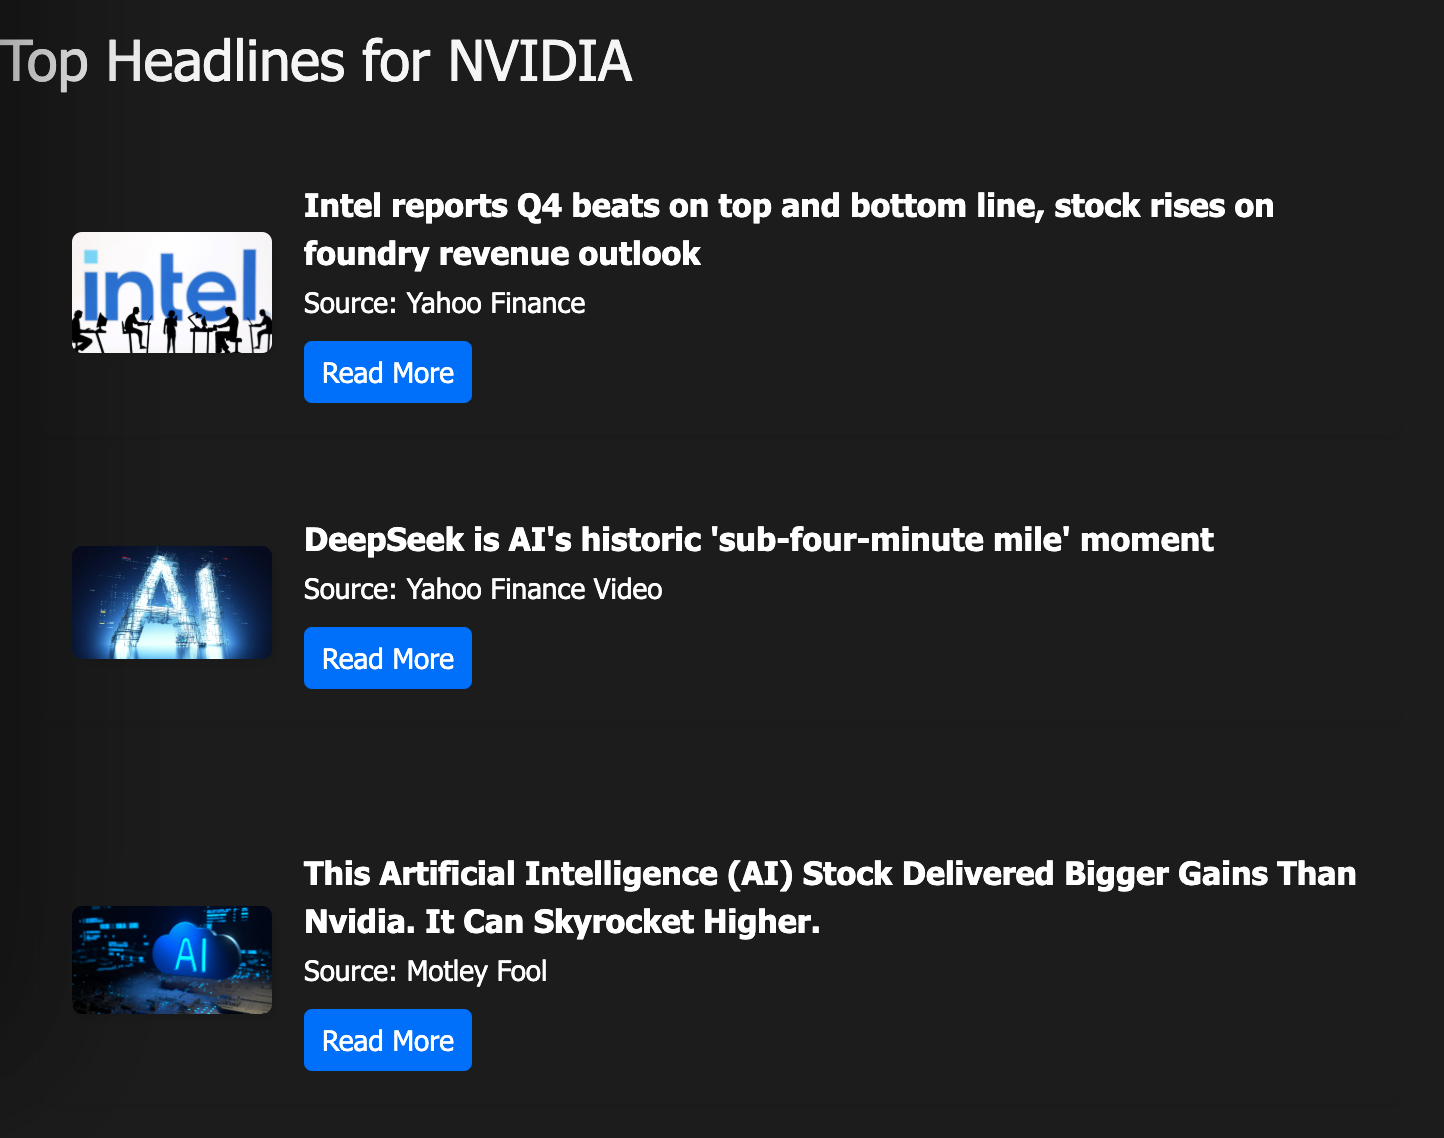 Top Headlines for NVIDIA
intel
Intel reports Q4 beats on top and bottom line, stock rises on
foundry revenue outlook
Source: Yahoo Finance
Read More
AI
DeepSeek is AI's historic 'sub-four-minute mile' moment
Source: Yahoo Finance Video
Read More
AI
This Artificial Intelligence (AI) Stock Delivered Bigger Gains Than
Nvidia. It Can Skyrocket Higher.
Source: Motley Fool
Read More